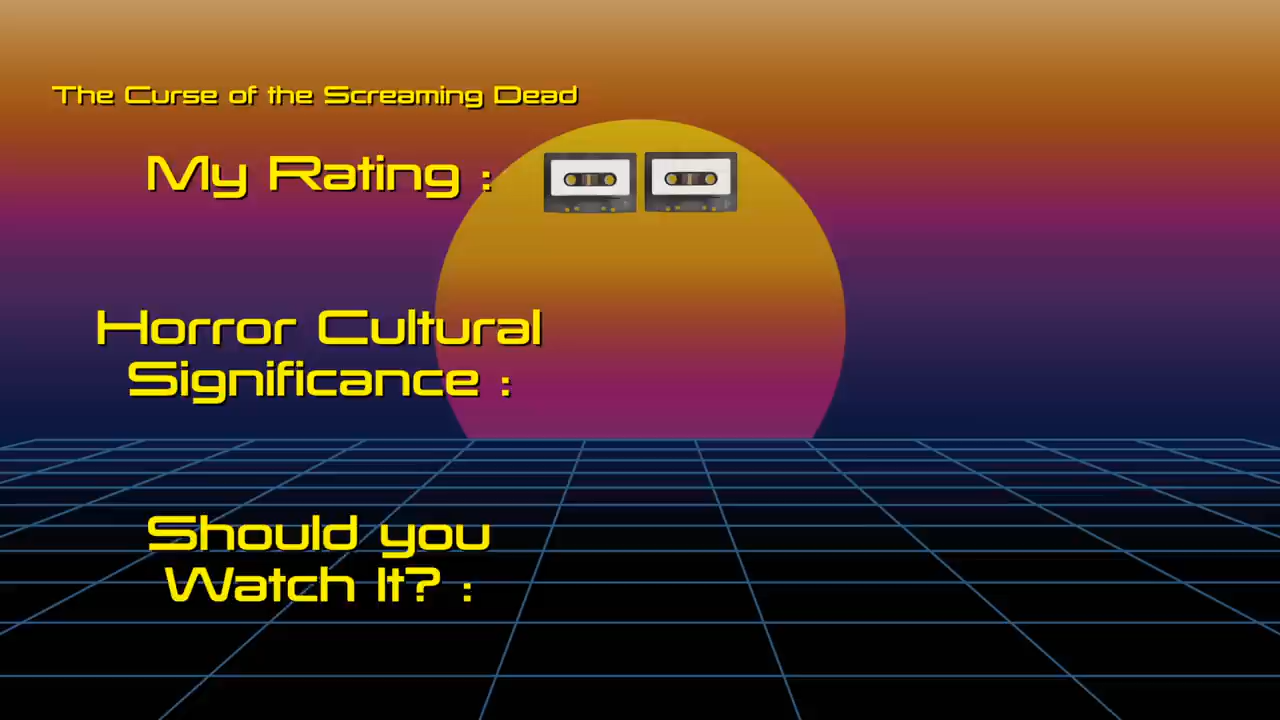 The Curse of the Screaming Dead
My Rating :
Horror Cultural
Significance :
Should you
Watch It? :